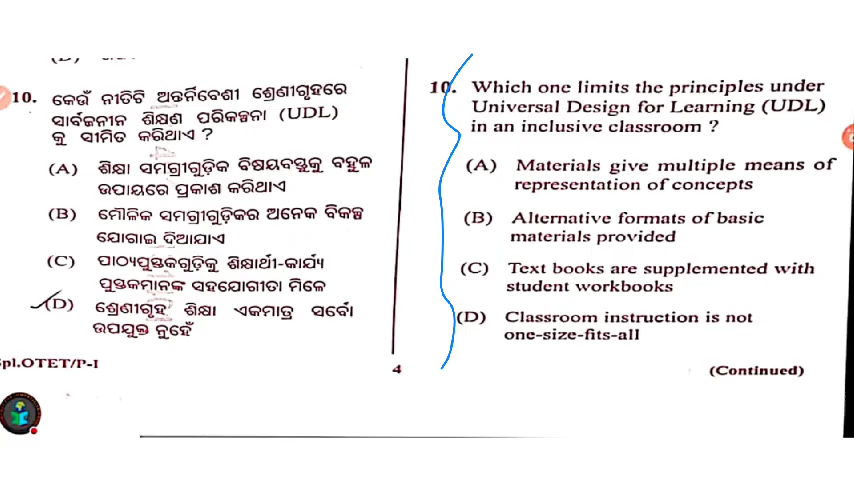 10. କେଉଁ ନୀତିଟି ଅନ୍ତର୍ନିବେଶୀ ଶ୍ରେଣୀଗୃହରେ
ସାର୍ବଜନୀନ ଶିକ୍ଷଣ ପରିକଳ୍ପନା (UDL)
କୁ ସୀମିତ କରିଥାଏ ?
(A) ଶିକ୍ଷା ସମଗ୍ରୀଗୁଡ଼ିକ ବିଷୟବସ୍ତୁକୁ ବହୁଳ
ଉପାୟରେ ପ୍ରକାଶ କରିଥାଏ
(B) ମୌଳିକ ସମଗ୍ରୀଗୁଡ଼ିକର ଅନେକ ବିକଳ୍ପ
ଯୋଗାଇ ଦିଆଯାଏ
(C) ପାଠ୍ୟପୁସ୍ତକଗୁଡ଼ିକୁ ଶିକ୍ଷାର୍ଥୀ-କାର୍ଯ୍ୟ
ପୁସ୍ତକମାନଙ୍କ ସହଯୋଗୀତା ମିଳେ
(D) ଶ୍ରେଣୀଗୃହ ଶିକ୍ଷା ଏକମାତ୍ର ସର୍ବୋ
ଉପଯୁକ୍ତ ନୁହେଁ
Spl.OTET/P-I
4
10. Which one limits the principles under
Universal Design for Learning (UDL)
in an inclusive classroom ?
(A) Materials give multiple means of
representation of concepts
(B) Alternative formats of basic
materials provided
(C) Text books are supplemented with
student workbooks
(D) Classroom instruction is not
one-size-fits-all
(Continued)